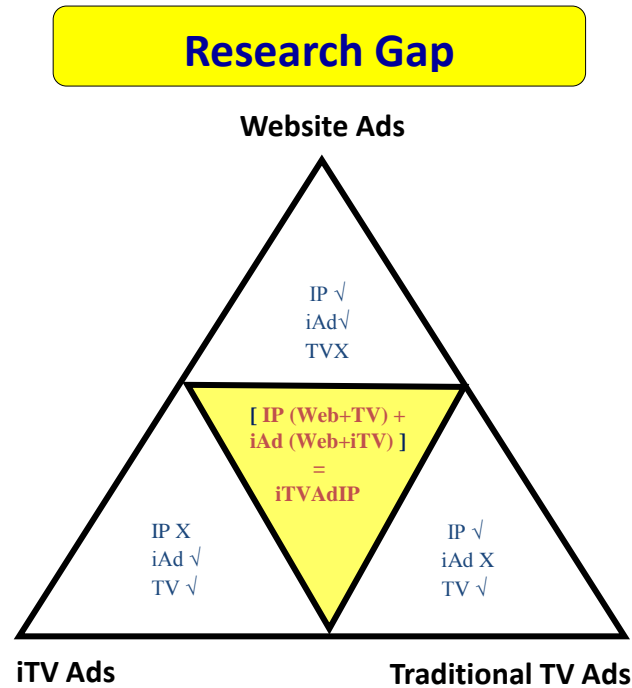 Research Gap
Website Ads
IP √
iAd√
TVX
[ IP (Web+TV) +
iAd (Web+iTV) ]
=
iTVAdIP
IP X
iAd √
TV √
IP √
iAd X
TV √
iTV Ads
Traditional TV Ads